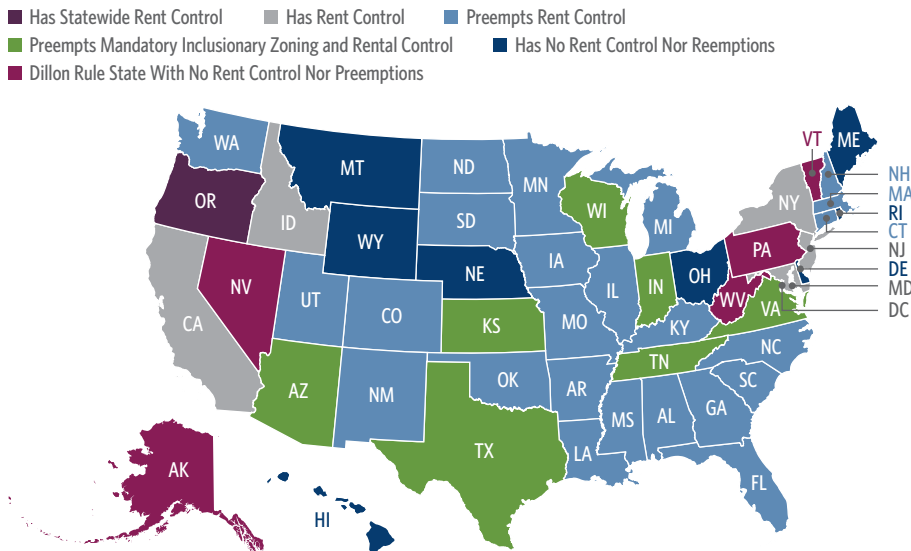 Has Statewide Rent Control Has Rent Control Preempts Rent Control
Preempts Mandatory Inclusionary Zoning and Rental Control Has No Rent Control Nor Reemptions
Dillon Rule State With No Rent Control Nor Preemptions
WA
MT
ND
MN
VT
ME
OR
ID
SD
WI
MI
NY
NH
MA
RI
CT
WY
NE
IA
PA
NJ
NV
UT
CO
KS
MO
IL
IN
OH
WV
VA
DE
MD
DC
CA
KY
NC
AZ
NM
OK
AR
TN
SC
TX
LA
MS
AL
GA
FL
AK
HI